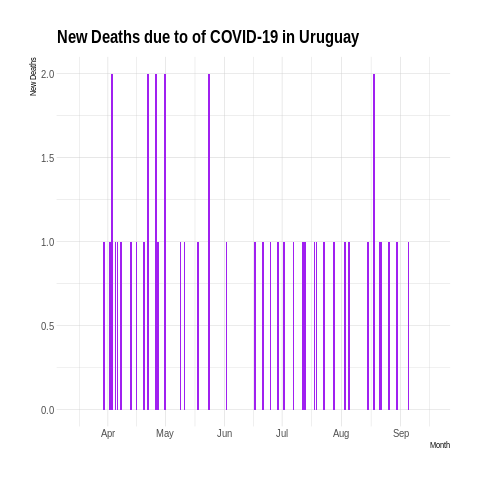 New Deaths due to of COVID-19 in Uruguay
New Deaths
2.0
1.5
1.0
0.5
0.0
Apr May Jun Jul Aug Sep
Month